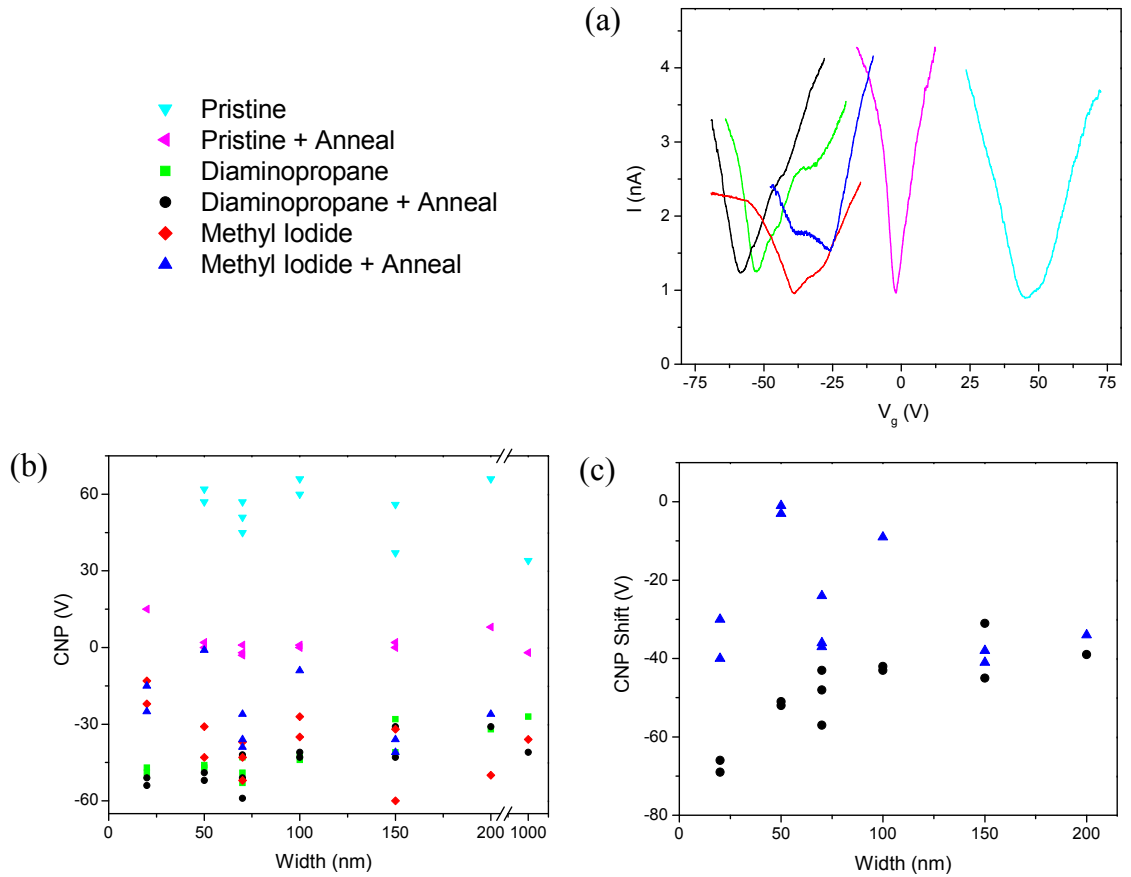 (a)
Pristine
Pristine + Anneal
Diaminopropane
Diaminopropane + Anneal
Methyl Iodide
Methyl Iodide + Anneal
4
3
2
1
0
I (nA)
-75 -50 -25 0 25 50 75
Vg (V)
(b)
60
30
0
-30
-60
CNP (V)
0 50 100 150 200 1000
Width (nm)
(c)
0
-20
-40
-60
-80
CNP Shift (V)
0 50 100 150 200
Width (nm)